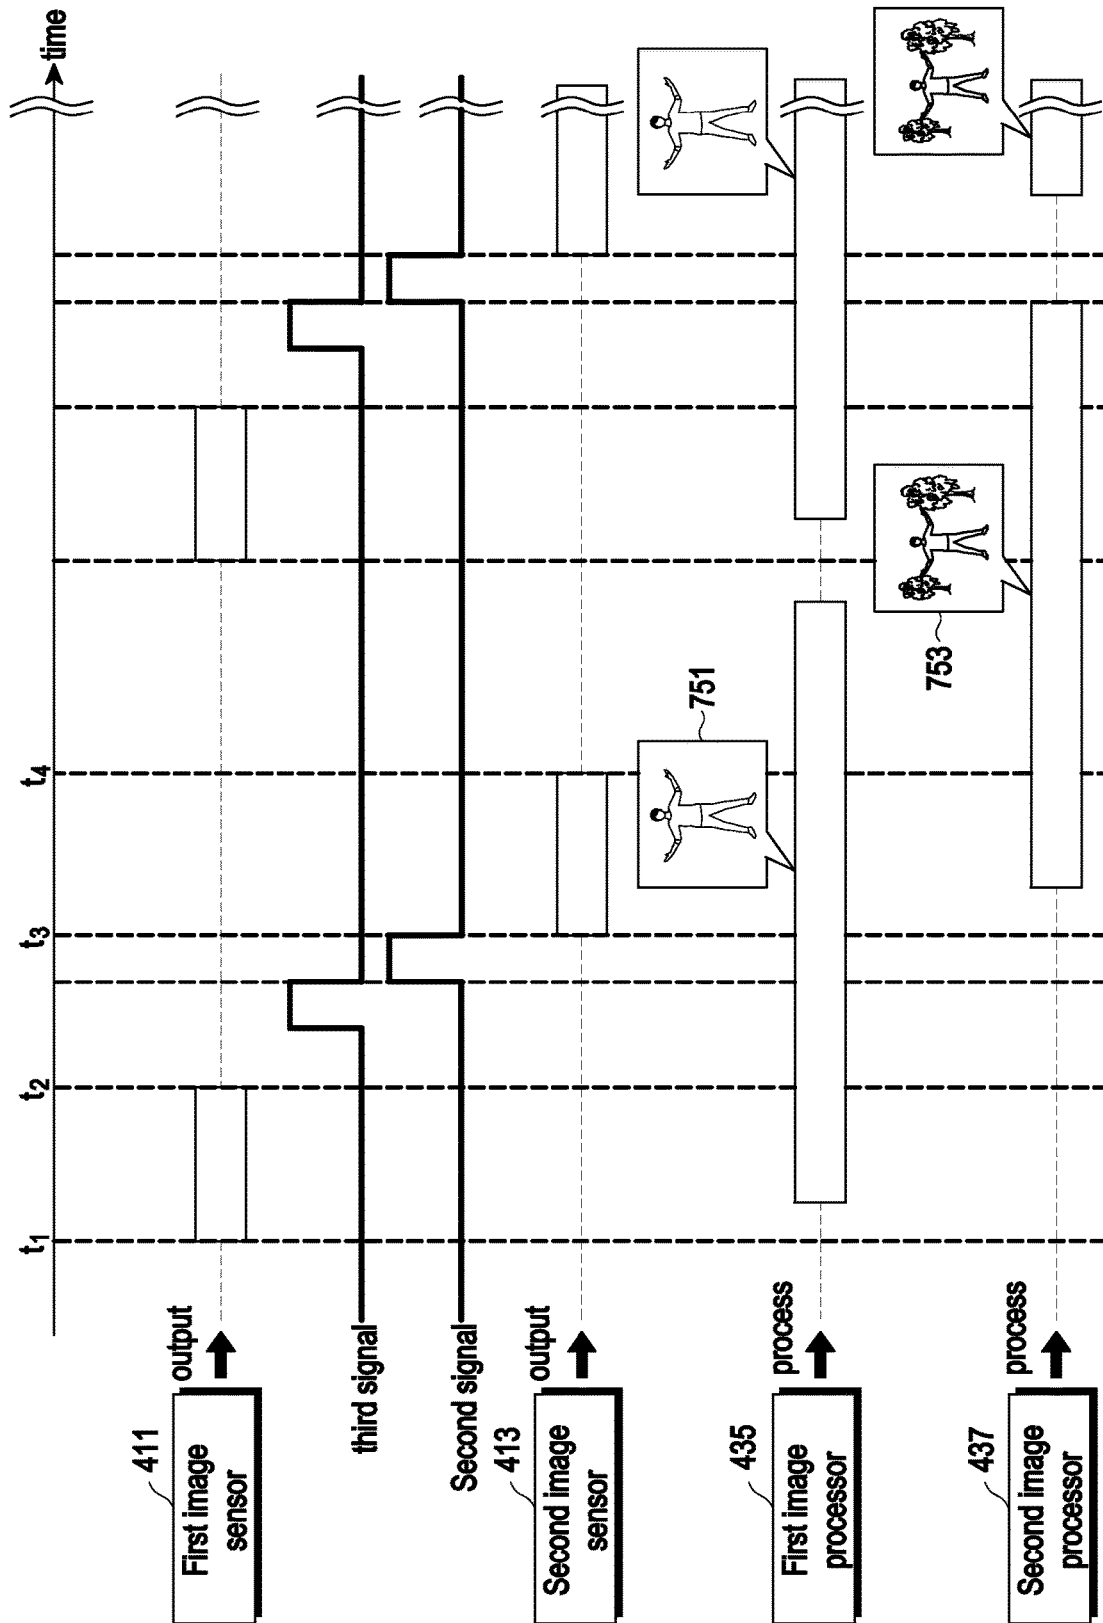 time
t1
t2
t3
t4
411
First image
sensor
output
third signal
Second signal
413
Second image
sensor
output
751
435
First image
processor
process
753
437
Second image
processor
process